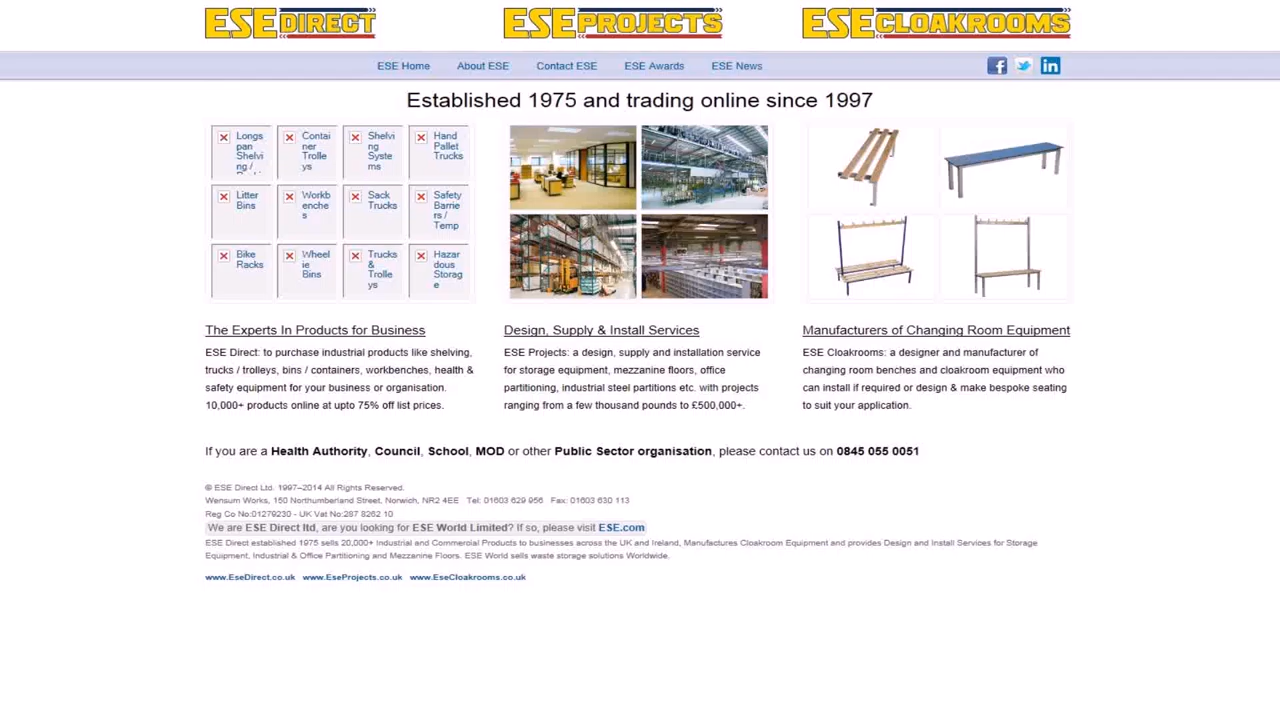 ESE DIRECT
ESE PROJECTS
ESE CLOAKROOMS
ESE Home About ESE Contact ESE ESE Awards ESE News
Established 1975 and trading online since 1997
Longs
pan
Shelvi
ng /
Contai
ner
Trolle
ys
Shelvi
ng
Syste
ms
Hand
Pallet
Trucks
Litter
Bins
Workb
enche
s
Sack
Trucks
Safety
Barrie
rs /
Temp
Bike
Racks
Wheel
ie
Bins
Trucks
&
Trolle
ys
Hazar
dous
Storag
e
The Experts In Products for Business
ESE Direct: to purchase industrial products like shelving,
trucks / trolleys, bins / containers, workbenches, health &
safety equipment for your business or organisation.
10,000+ products online at upto 75% off list prices.
Design, Supply & Install Services
ESE Projects: a design, supply and installation service
for storage equipment, mezzanine floors, office
partitioning, industrial steel partitions etc. with projects
ranging from a few thousand pounds to £500,000+.
Manufacturers of Changing Room Equipment
ESE Cloakrooms: a designer and manufacturer of
changing room benches and cloakroom equipment who
can install if required or design & make bespoke seating
to suit your application.
If you are a Health Authority, Council, School, MOD or other Public Sector organisation, please contact us on 0845 055 0051
© ESE Direct Ltd. 1997–2014 All Rights Reserved.
Wensum Works, 150 Northumberland Street, Norwich, NR2 4EE Tel: 01603 629 956 Fax: 01603 630 113
Reg Co No:01279230 - UK Vat No:287 8262 10
We are ESE Direct ltd, are you looking for ESE World Limited? If so, please visit ESE.com
ESE Direct established 1975 sells 20,000+ Industrial and Commercial Products to businesses across the UK and Ireland, Manufactures Cloakroom Equipment and provides Design and Install Services for Storage
Equipment, Industrial & Office Partitioning and Mezzanine Floors. ESE World sells waste storage solutions Worldwide.
www.EseDirect.co.uk www.EseProjects.co.uk www.EseCloakrooms.co.uk